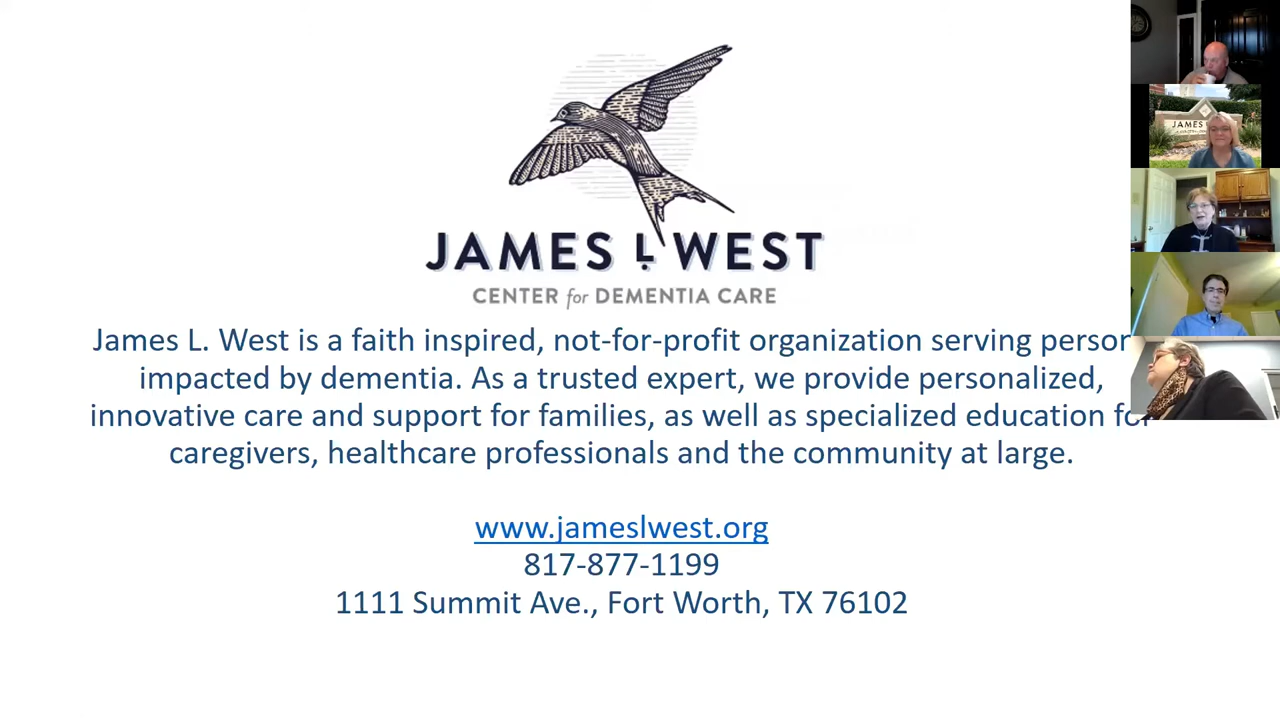 JAMES L WEST
CENTER for DEMENTIA CARE
James L. West is a faith inspired, not-for-profit organization serving
impacted by dementia. As a trusted expert, we provide personalized,
innovative care and support for families, as well as specialized education
caregivers, healthcare professionals and the community at large.
www.jameslwest.org
817-877-1199
1111 Summit Ave., Fort Worth, TX 76102
JAMES